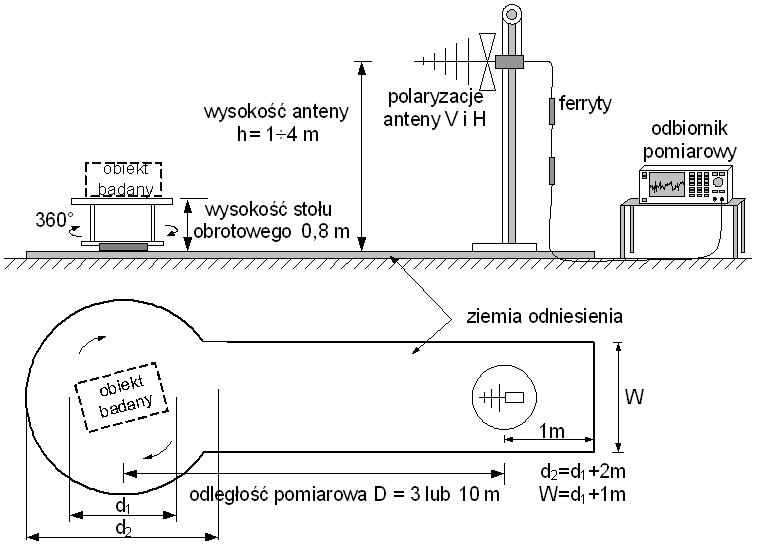 polaryzacje
anteny V i H
ferryty
wysokość anteny
h= 1÷4 m
odbiornik
pomiarowy
obiekt
badany
360°
wysokość stołu
obrotowego 0,8 m
ziemia odniesienia
obiekt
badany
W
1m
odległość pomiarowa D = 3 lub 10 m
d₂=d₁+2m
W=d₁+1m
d₁
d₂